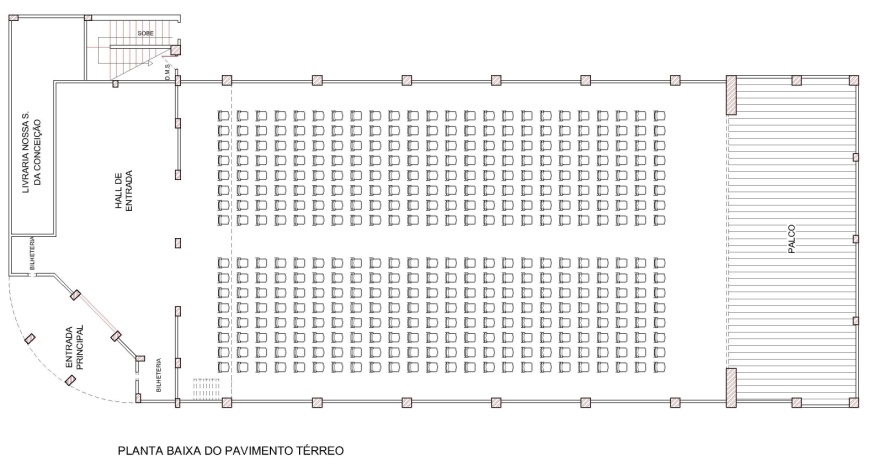 SOBE
D.M.S.
LIVRARIA NOSSA S.
DA CONCEIÇÃO
HALL DE
ENTRADA
BILHETERIA
ENTRADA
PRINCIPAL
BILHETERIA
PALCO
PLANTA BAIXA DO PAVIMENTO TÉRREO